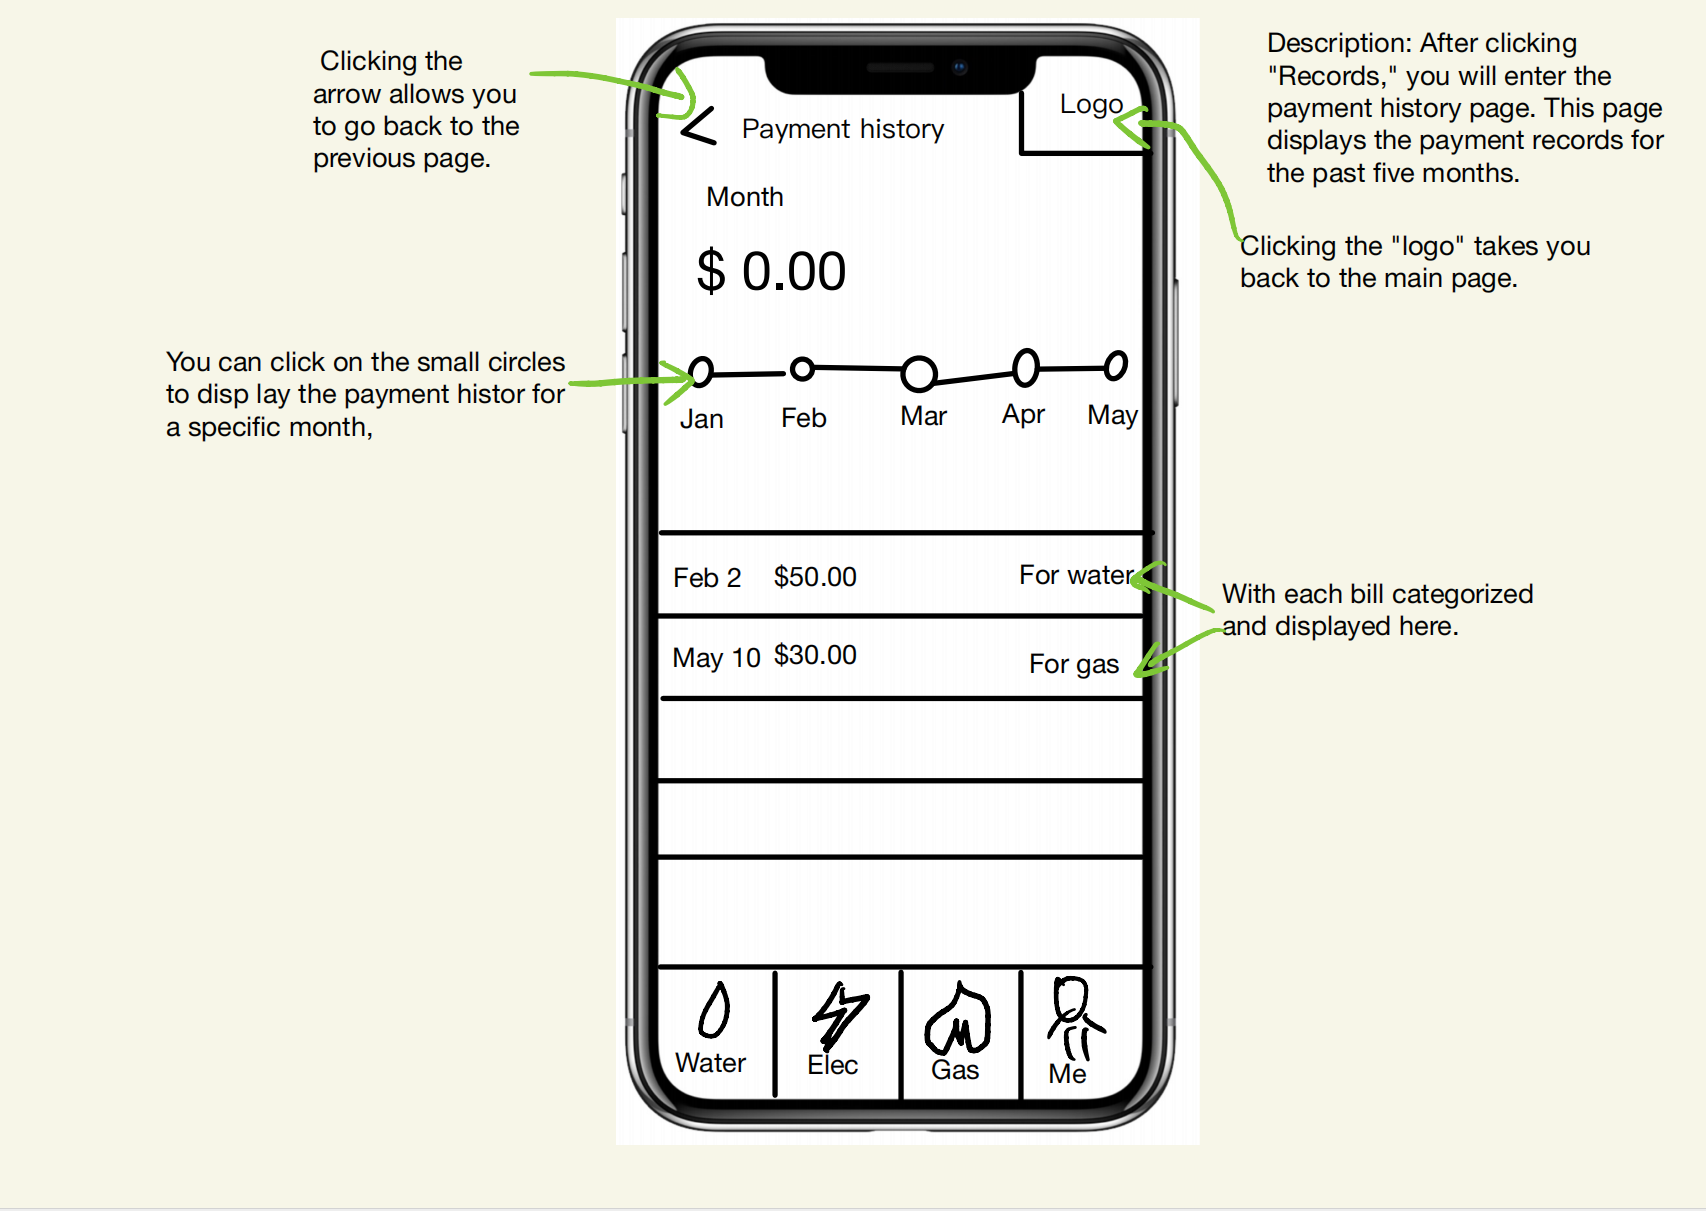 Clicking the
arrow allows you
to go back to the
previous page.
Description: After clicking
"Records," you will enter the
payment history page. This page
displays the payment records for
the past five months.
Clicking the "logo" takes you
back to the main page.
Logo
Payment history
Month
$ 0.00
You can click on the small circles
to disp lay the payment histor for
a specific month,
Jan Feb Mar Apr May
Feb 2 $50.00 For water
May 10 $30.00 For gas
With each bill categorized
and displayed here.
Water Elec Gas Me